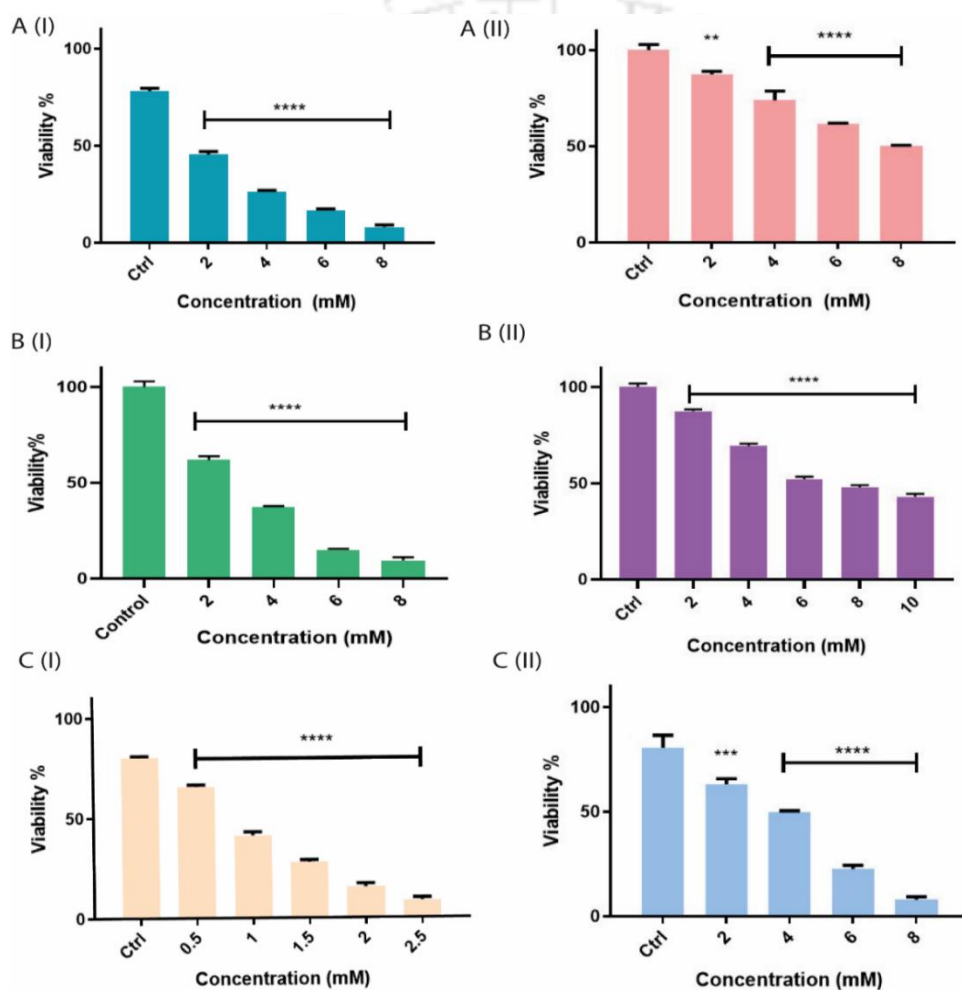 A (I)
Viability %
100
50
0
****
Ctrl
2
4
6
8
Concentration (mM)
A (II)
Viability %
100
50
0
**
****
Ctrl
2
4
6
8
Concentration (mM)
B (I)
Viability%
100
50
0
****
Control
2
4
6
8
Concentration (mM)
B (II)
Viability %
100
50
0
****
Ctrl
2
4
6
8
10
Concentration (mM)
C (I)
Viability %
100
50
0
****
Ctrl
0.5
1
1.5
2
2.5
Concentration (mM)
C (II)
Viability %
100
50
0
***
****
Ctrl
2
4
6
8
Concentration (mM)